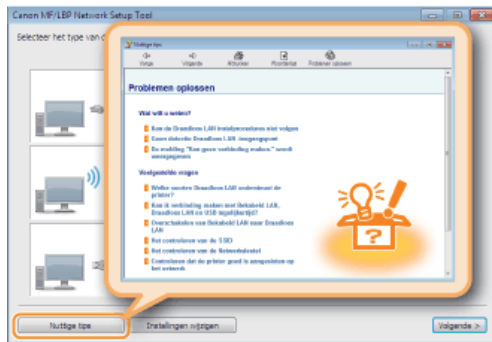 Canon MF/LBP Network Setup Tool
Selecteer het type van
Nuttige tips
Vorige Volgende Afdrukken Problemen oplossen
Problemen oplossen
Wat wilt u weten?
Kan de Draadloos LAN installprocedures niet volgen
Geen detectie Draadloos LAN-toegangspunt
De melding "Kan geen verbinding maken." wordt
weergegeven
Veelgestelde vragen
Welke soorten Draadloos LAN ondersteunt de
printer?
Kan ik verbinding maken met Bekabeld LAN,
Draadloos LAN en USB tegelijkertijd?
Overschakelen van Bekabeld LAN naar Draadloos
LAN
Het controleren van de SSID
Het controleren van de Netwerksleutel
Controleren dat de printer goed is aangesloten op
het netwerk
?
Nuttige tips
Instellingen wijzigen
Volgende >